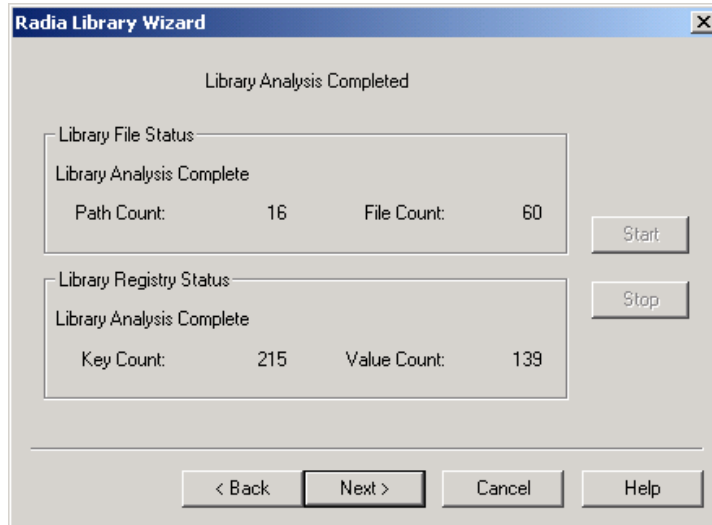 Radia Library Wizard
Library Analysis Completed
Library File Status
Library Analysis Complete
Path Count: 16 File Count: 60
Start
Library Registry Status
Stop
Library Analysis Complete
Key Count: 215 Value Count: 139
< Back Next > Cancel Help